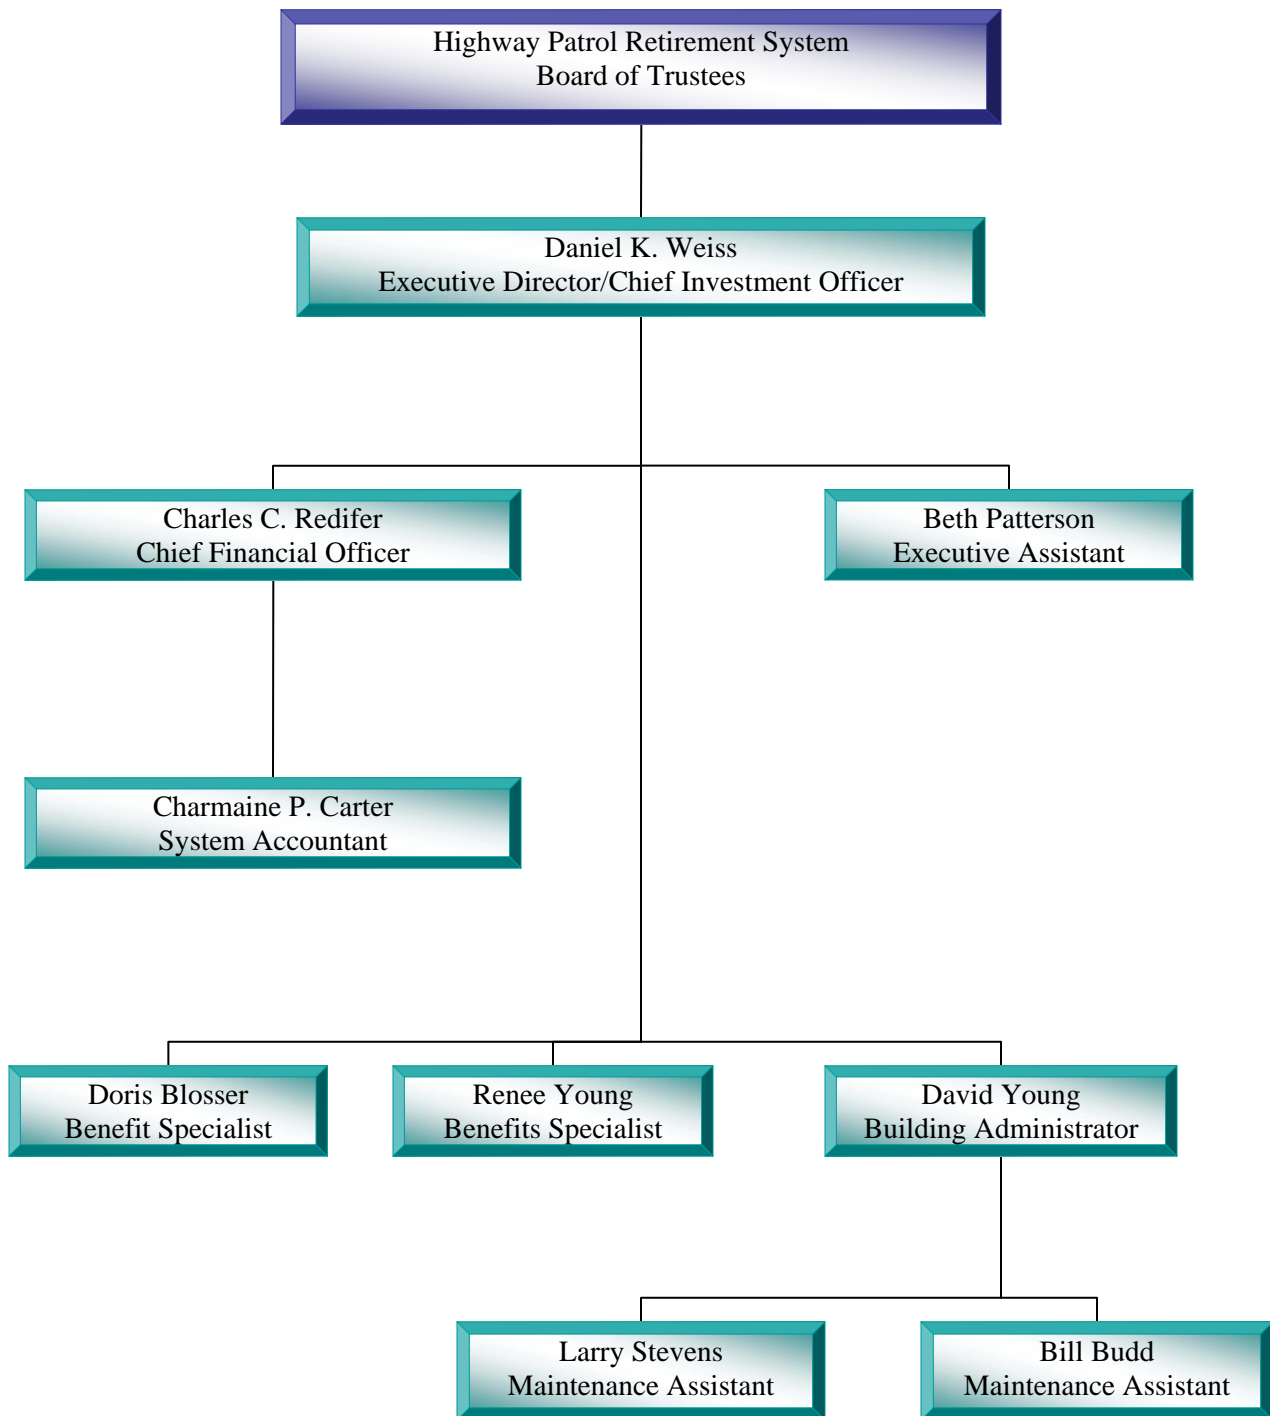 Highway Patrol Retirement System
Board of Trustees
Daniel K. Weiss
Executive Director/Chief Investment Officer
Charles C. Redifer
Chief Financial Officer
Beth Patterson
Executive Assistant
Charmaine P. Carter
System Accountant
Doris Blosser
Benefit Specialist
Renee Young
Benefits Specialist
David Young
Building Administrator
Larry Stevens
Maintenance Assistant
Bill Budd
Maintenance Assistant